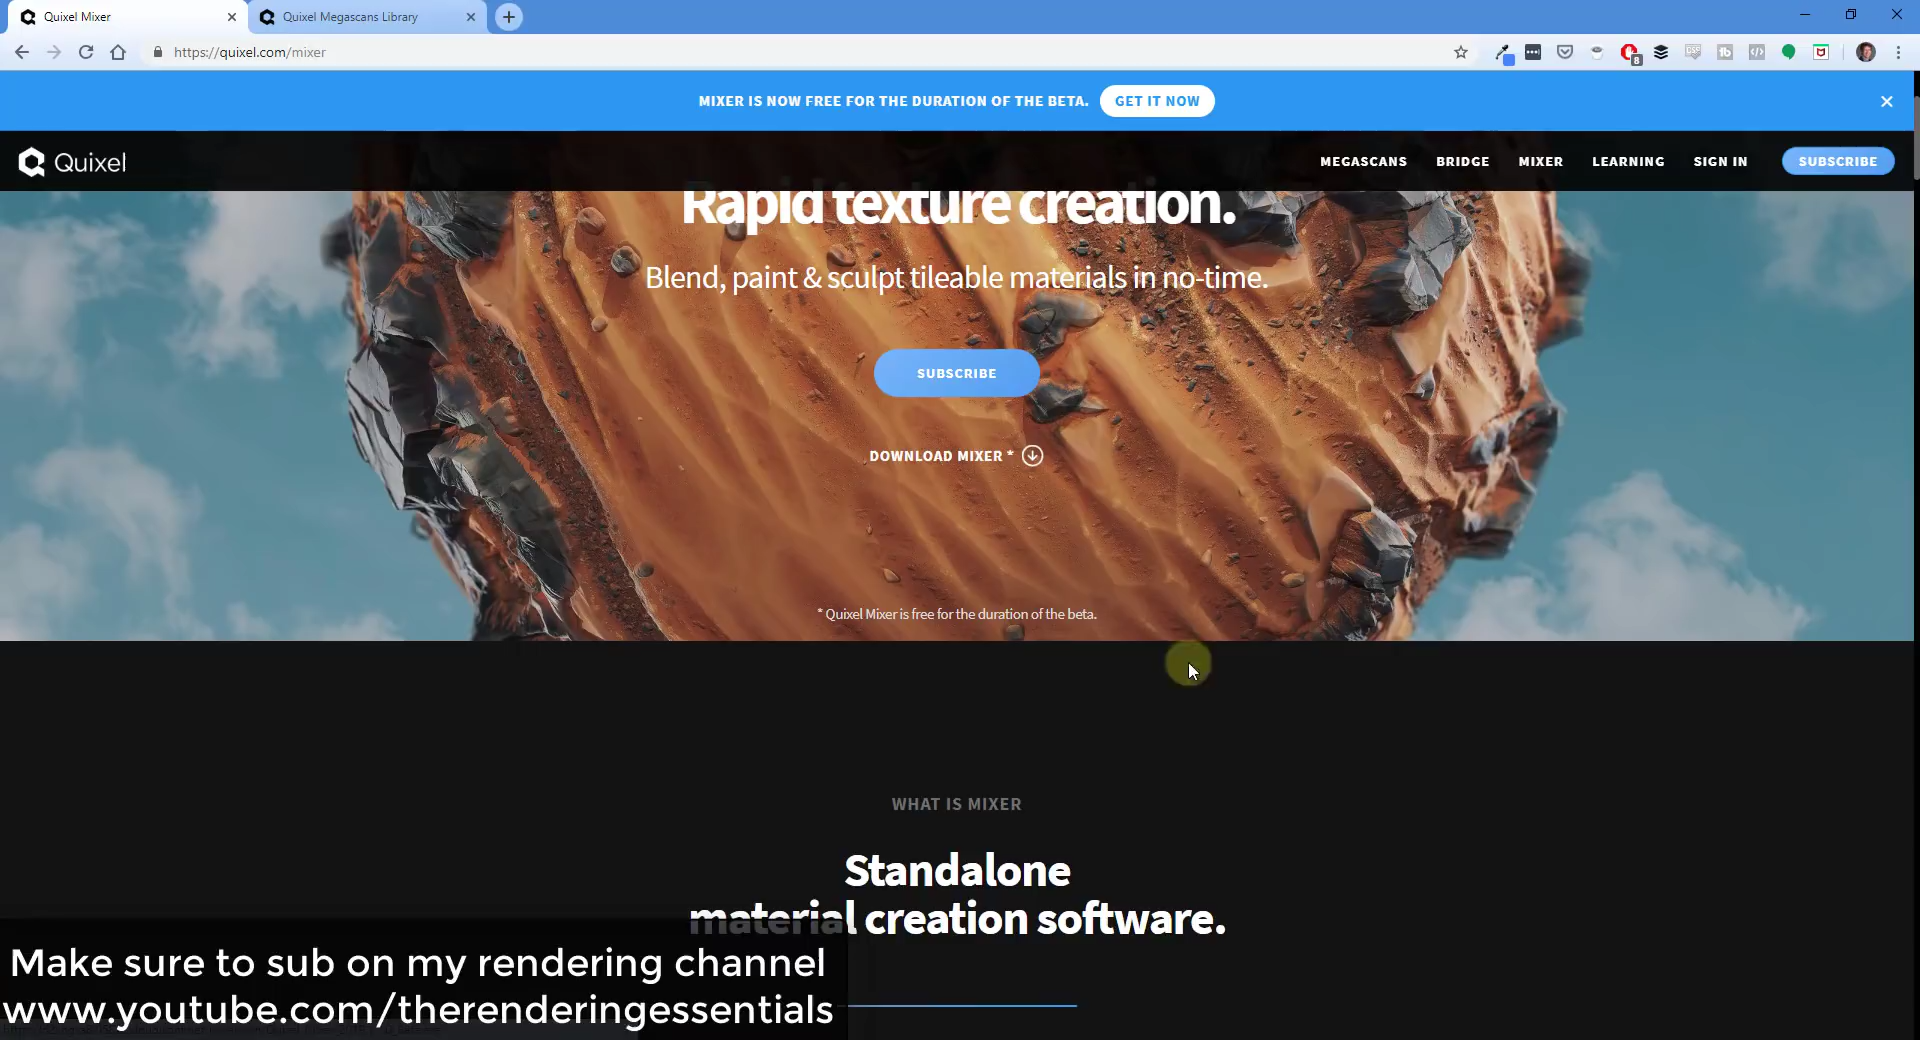 Quixel Mixer
Quixel Megascans Library
https://quixel.com/mixer
8
MIXER IS NOW FREE FOR THE DURATION OF THE BETA.
GET IT NOW
Quixel
MEGASCANS
BRIDGE
MIXER
LEARNING
SIGN IN
SUBSCRIBE
Rapid texture creation.
Blend, paint & sculpt tileable materials in no-time.
SUBSCRIBE
DOWNLOAD MIXER *
* Quixel Mixer is free for the duration of the beta.
WHAT IS MIXER
Standalone
material creation software.
Make sure to sub on my rendering channel
www.youtube.com/therenderingessentials